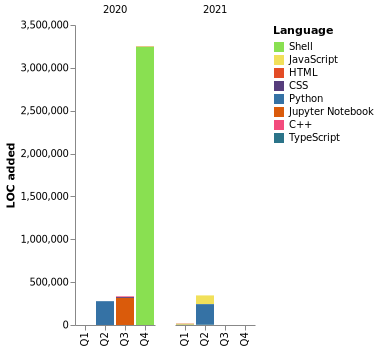 2020
2021
LOC added
3,500,000
3,000,000
2,500,000
2,000,000
1,500,000
1,000,000
500,000
0
Q1
Q2
Q3
Q4
Q1
Q2
Q3
Q4
Language
Shell
JavaScript
HTML
CSS
Python
Jupyter Notebook
C++
TypeScript